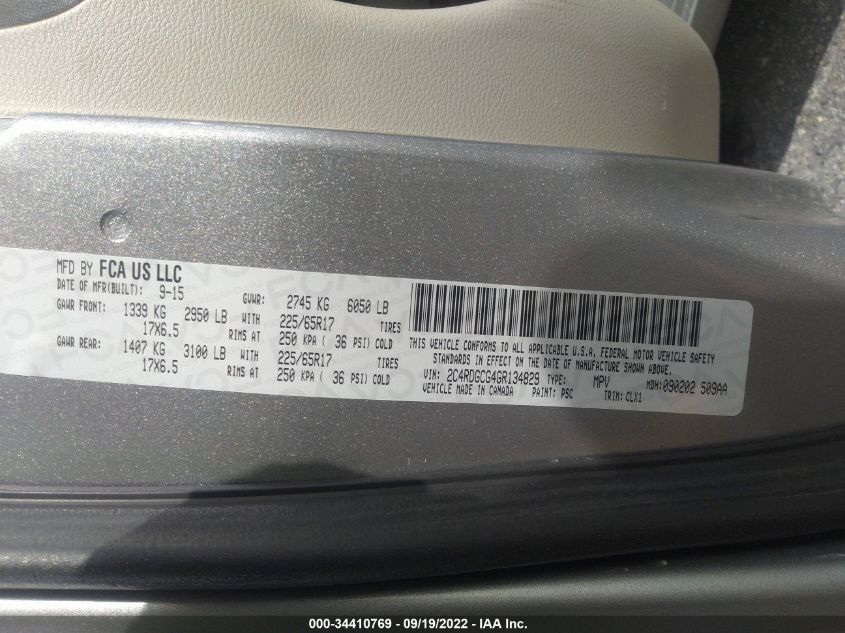 MFD BY FCA US LLC
DATE OF MFR(BUILT): 9-15 GVWR: 2745 KG 6050 LB
GAWR FRONT: 1339 KG 2950 LB WITH 225/65R17 TIRES
17X6.5 RIMS AT 250 KPA ( 36 PSI) COLD
GAWR REAR: 1407 KG 3100 LB WITH 225/65R17 TIRES
17X6.5 RIMS AT 250 KPA ( 36 PSI) COLD
THIS VEHICLE CONFORMS TO ALL APPLICABLE U.S.A. FEDERAL MOTOR VEHICLE SAFETY
STANDARDS IN EFFECT ON THE DATE OF MANUFACTURE SHOWN ABOVE.
VIN: 2C4RDGCG4GR134829 TYPE: MPV MDH:090202 509AA
VEHICLE MADE IN CANADA PAINT: PSC TRIM:CLX1
000-34410769 - 09/19/2022 - IAA Inc.